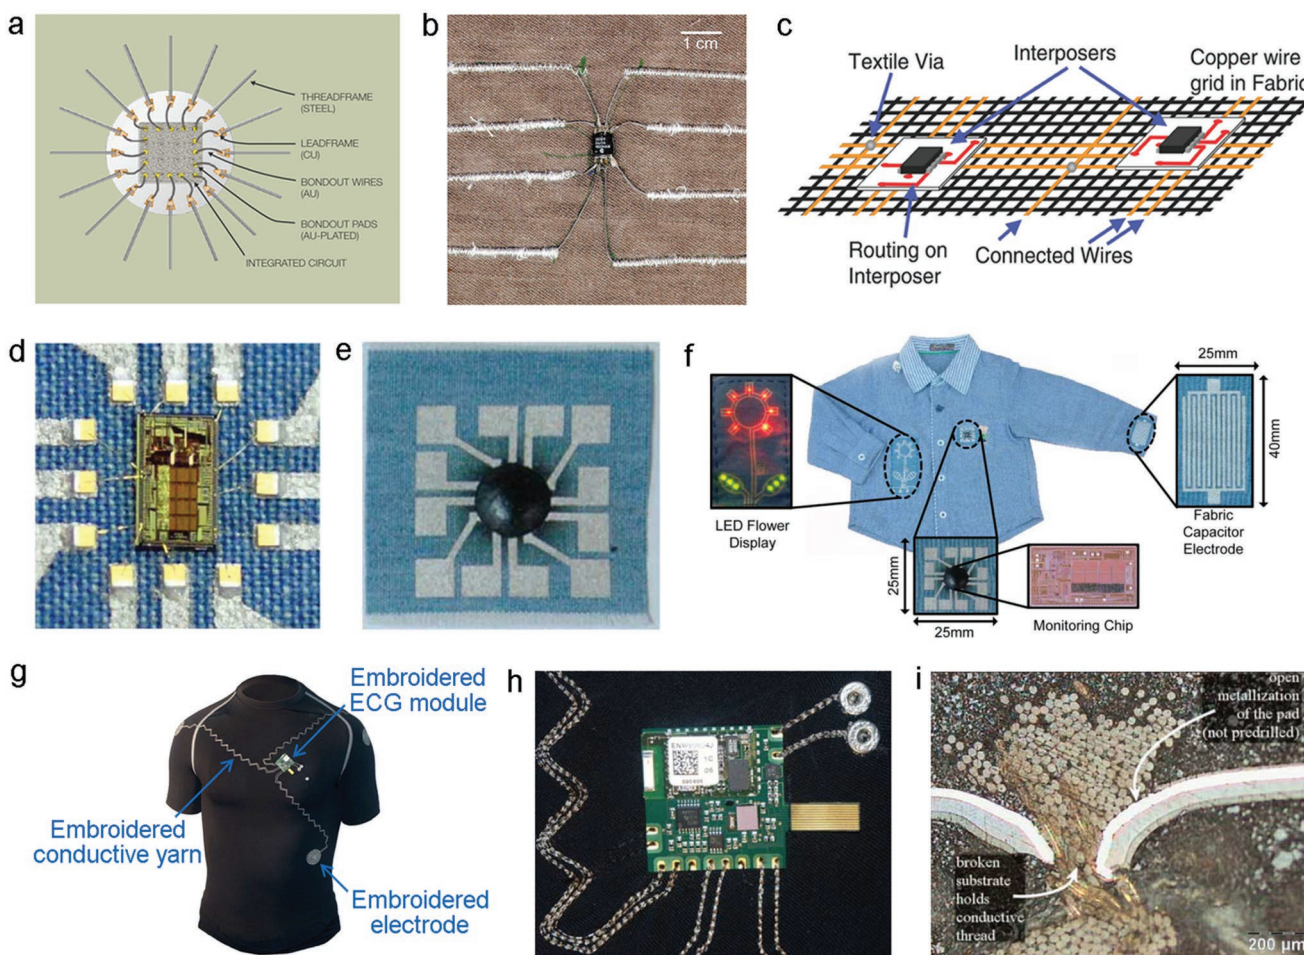 a
THREADFRAME
(STEEL)
LEADFRAME
(CU)
BONDOUT WIRES
(AU)
BONDOUT PADS
(AU-PLATED)
INTEGRATED CIRCUIT
b
1 cm
c
Textile Via
Interposers
Copper wire
grid in Fabric
Routing on
Interposer
Connected Wires
d
e
f
LED Flower
Display
25mm
25mm
Monitoring Chip
25mm
40mm
Fabric
Capacitor
Electrode
g
Embroidered
ECG module
Embroidered
conductive yarn
Embroidered
electrode
h
1C
06
i
open
metallization
of the pad
(not predrilled)
broken
substrate
holds
conductive
thread
200 µm